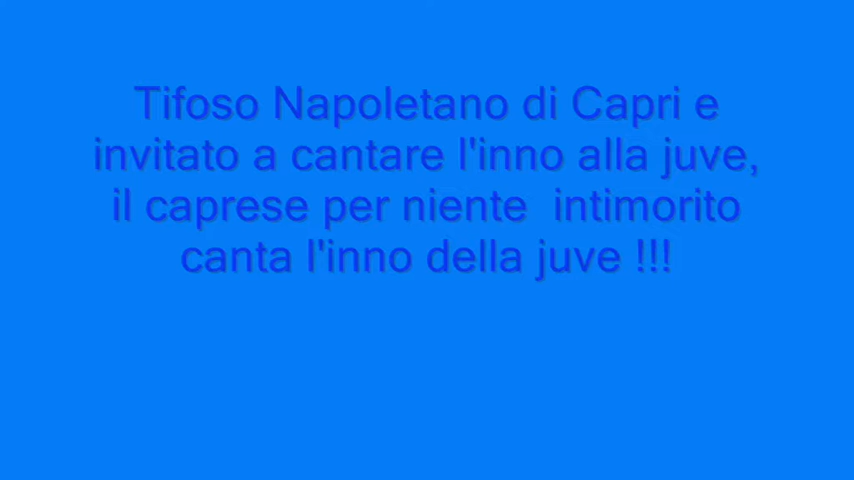 Tifoso Napoletano di Capri e
invitato a cantare l'inno alla juve,
il caprese per niente  intimorito
canta l'inno della juve !!!